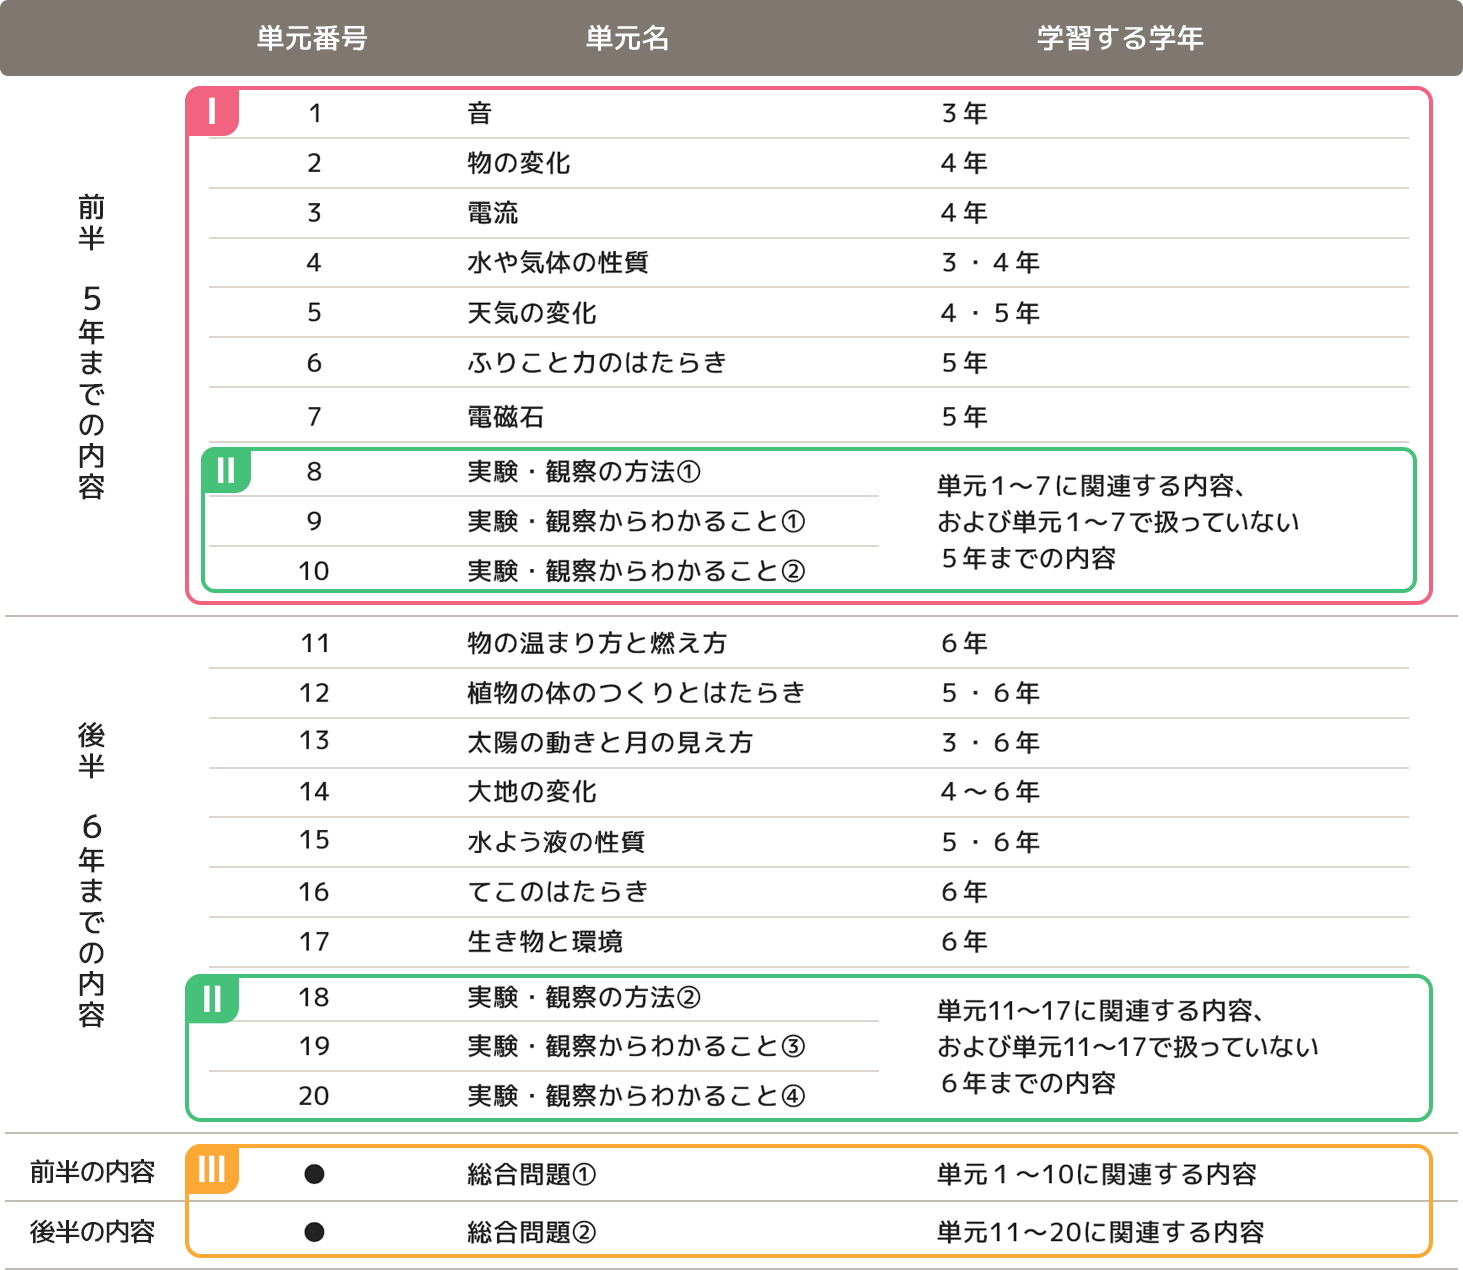 単元番号 単元名 学習する学年
前半 5年までの内容
I 1 音 3年
2 物の変化 4年
3 電流 4年
4 水や気体の性質 3・4年
5 天気の変化 4・5年
6 ふりこと力のはたらき 5年
7 電磁石 5年
II 8 実験・観察の方法①
9 実験・観察からわかること①
10 実験・観察からわかること②
単元1〜7に関連する内容、
および単元1〜7で扱っていない
5年までの内容
後半 6年までの内容
11 物の温まり方と燃え方 6年
12 植物の体のつくりとはたらき 5・6年
13 太陽の動きと月の見え方 3・6年
14 大地の変化 4〜6年
15 水よう液の性質 5・6年
16 てこのはたらき 6年
17 生き物と環境 6年
II 18 実験・観察の方法②
19 実験・観察からわかること③
20 実験・観察からわかること④
単元11〜17に関連する内容、
および単元11〜17で扱っていない
6年までの内容
前半の内容 III ● 総合問題① 単元1〜10に関連する内容
後半の内容 ● 総合問題② 単元11〜20に関連する内容